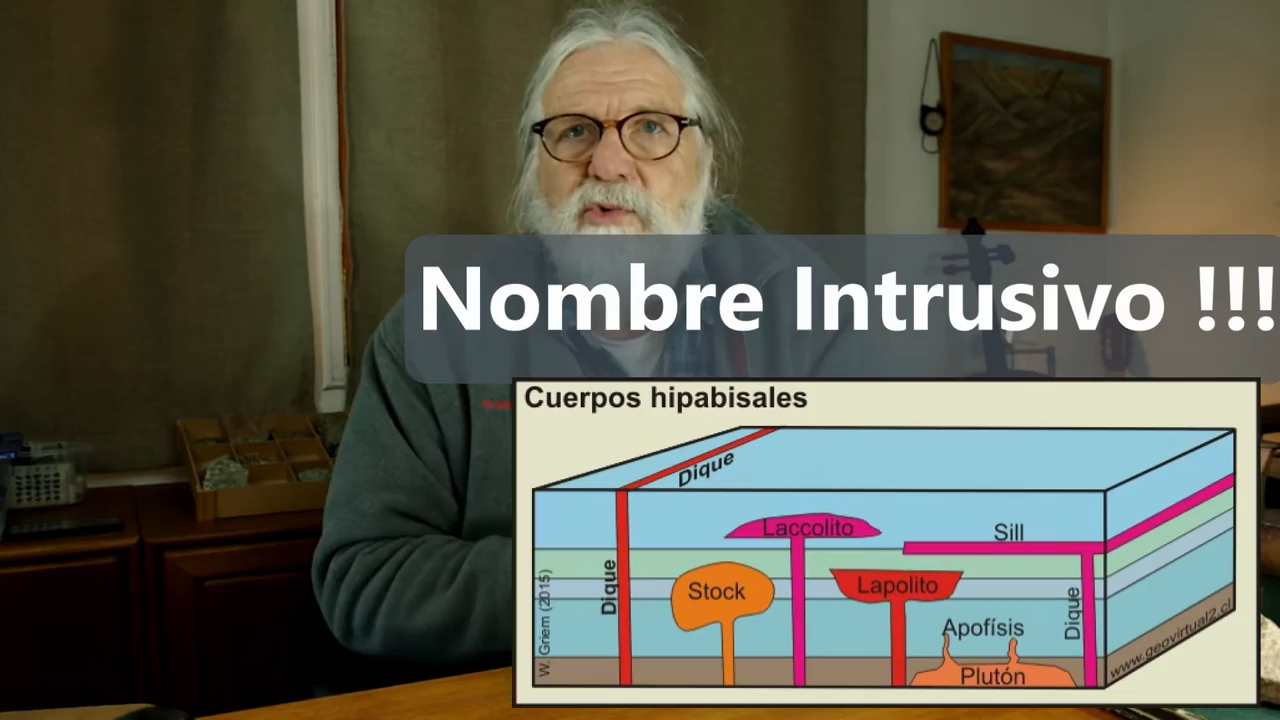 Nombre Intrusivo !!!
Cuerpos hipabisales
Dique
Laccolito
Sill
Dique
Stock
Lapolito
Dique
Apofísis
Plutón
W. Griem (2015)
www.geovirtual2.cl